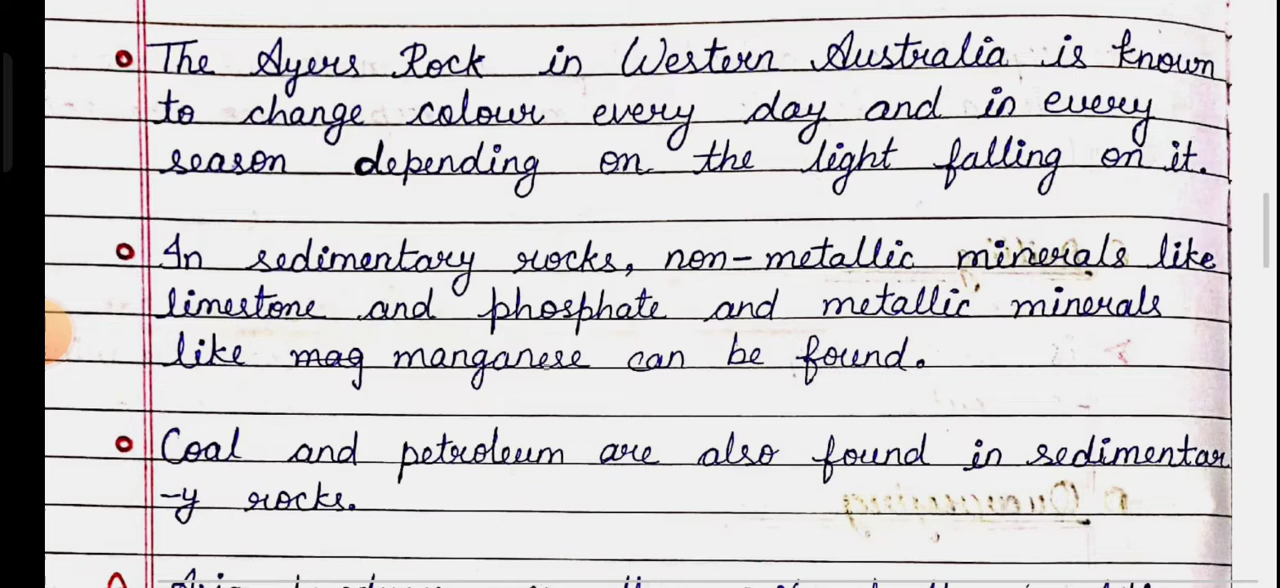 The Ayers Rock in Western Australia is known
to change colour every day and in every
season depending on the light falling on it.
In sedimentary rocks, non-metallic minerals like
limestone and phosphate and metallic minerals
like mag manganese can be found.
Coal and petroleum are also found in sedimentar
-y rocks.